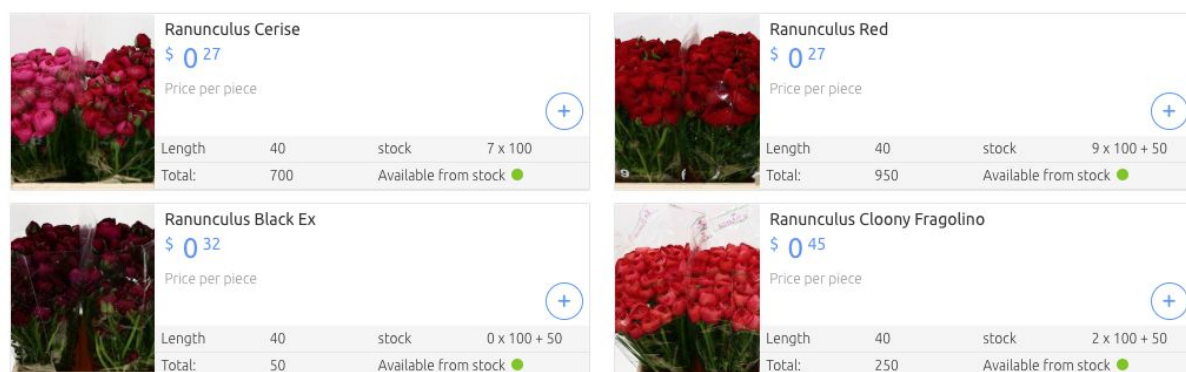 Ranunculus Cerise
$ 0 27
Price per piece
+
Length 40 stock 7 x 100
Total: 700 Available from stock
Ranunculus Red
$ 0 27
Price per piece
+
Length 40 stock 9 x 100 + 50
Total: 950 Available from stock
Ranunculus Black Ex
$ 0 32
Price per piece
+
Length 40 stock 0 x 100 + 50
Total: 50 Available from stock
Ranunculus Cloony Fragolino
$ 0 45
Price per piece
+
Length 40 stock 2 x 100 + 50
Total: 250 Available from stock